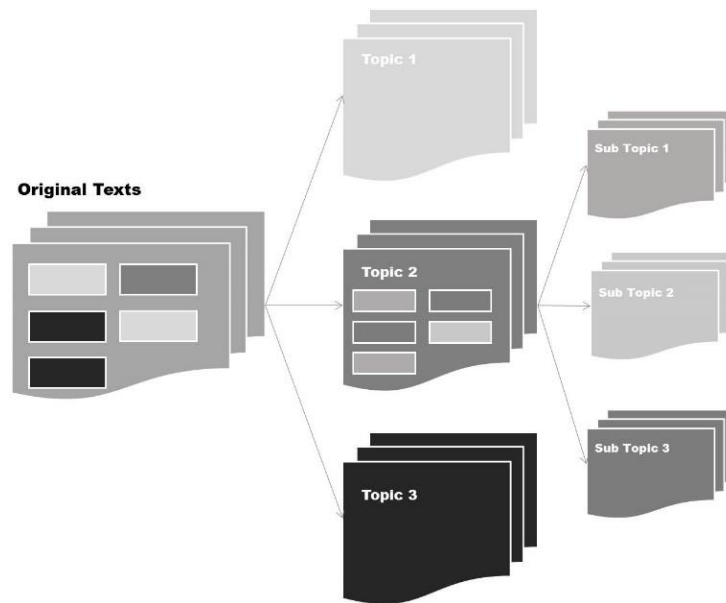 Topic 1
Sub Topic 1
Original Texts
Topic 2
Sub Topic 2
Topic 3
Sub Topic 3